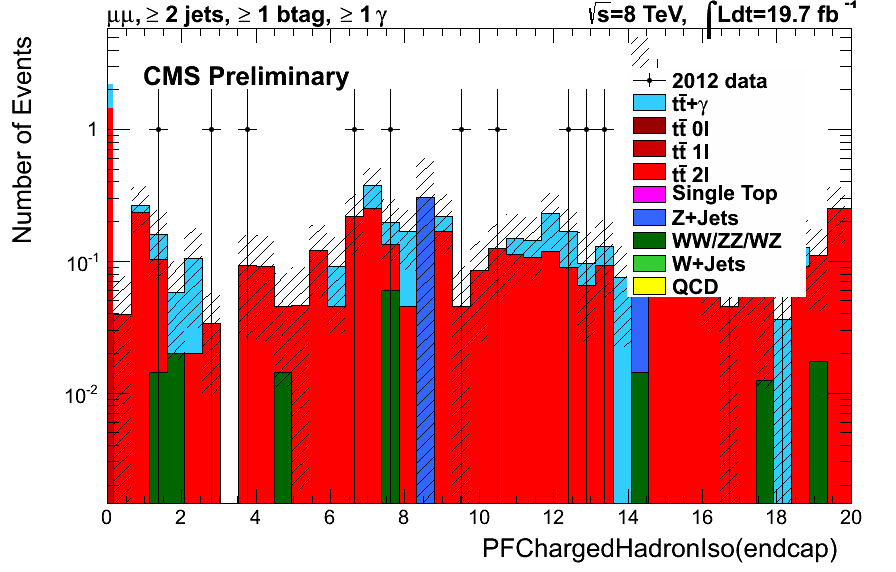 μμ, ≥ 2 jets, ≥ 1 btag, ≥ 1 γ
√s=8 TeV, ∫Ldt=19.7 fb⁻¹
CMS Preliminary
2012 data
tt̄+γ
tt̄ 0l
tt̄ 1l
tt̄ 2l
Single Top
Z+Jets
WW/ZZ/WZ
W+Jets
QCD
Number of Events
1
10⁻¹
10⁻²
0 2 4 6 8 10 12 14 16 18 20
PFChargedHadronIso(endcap)